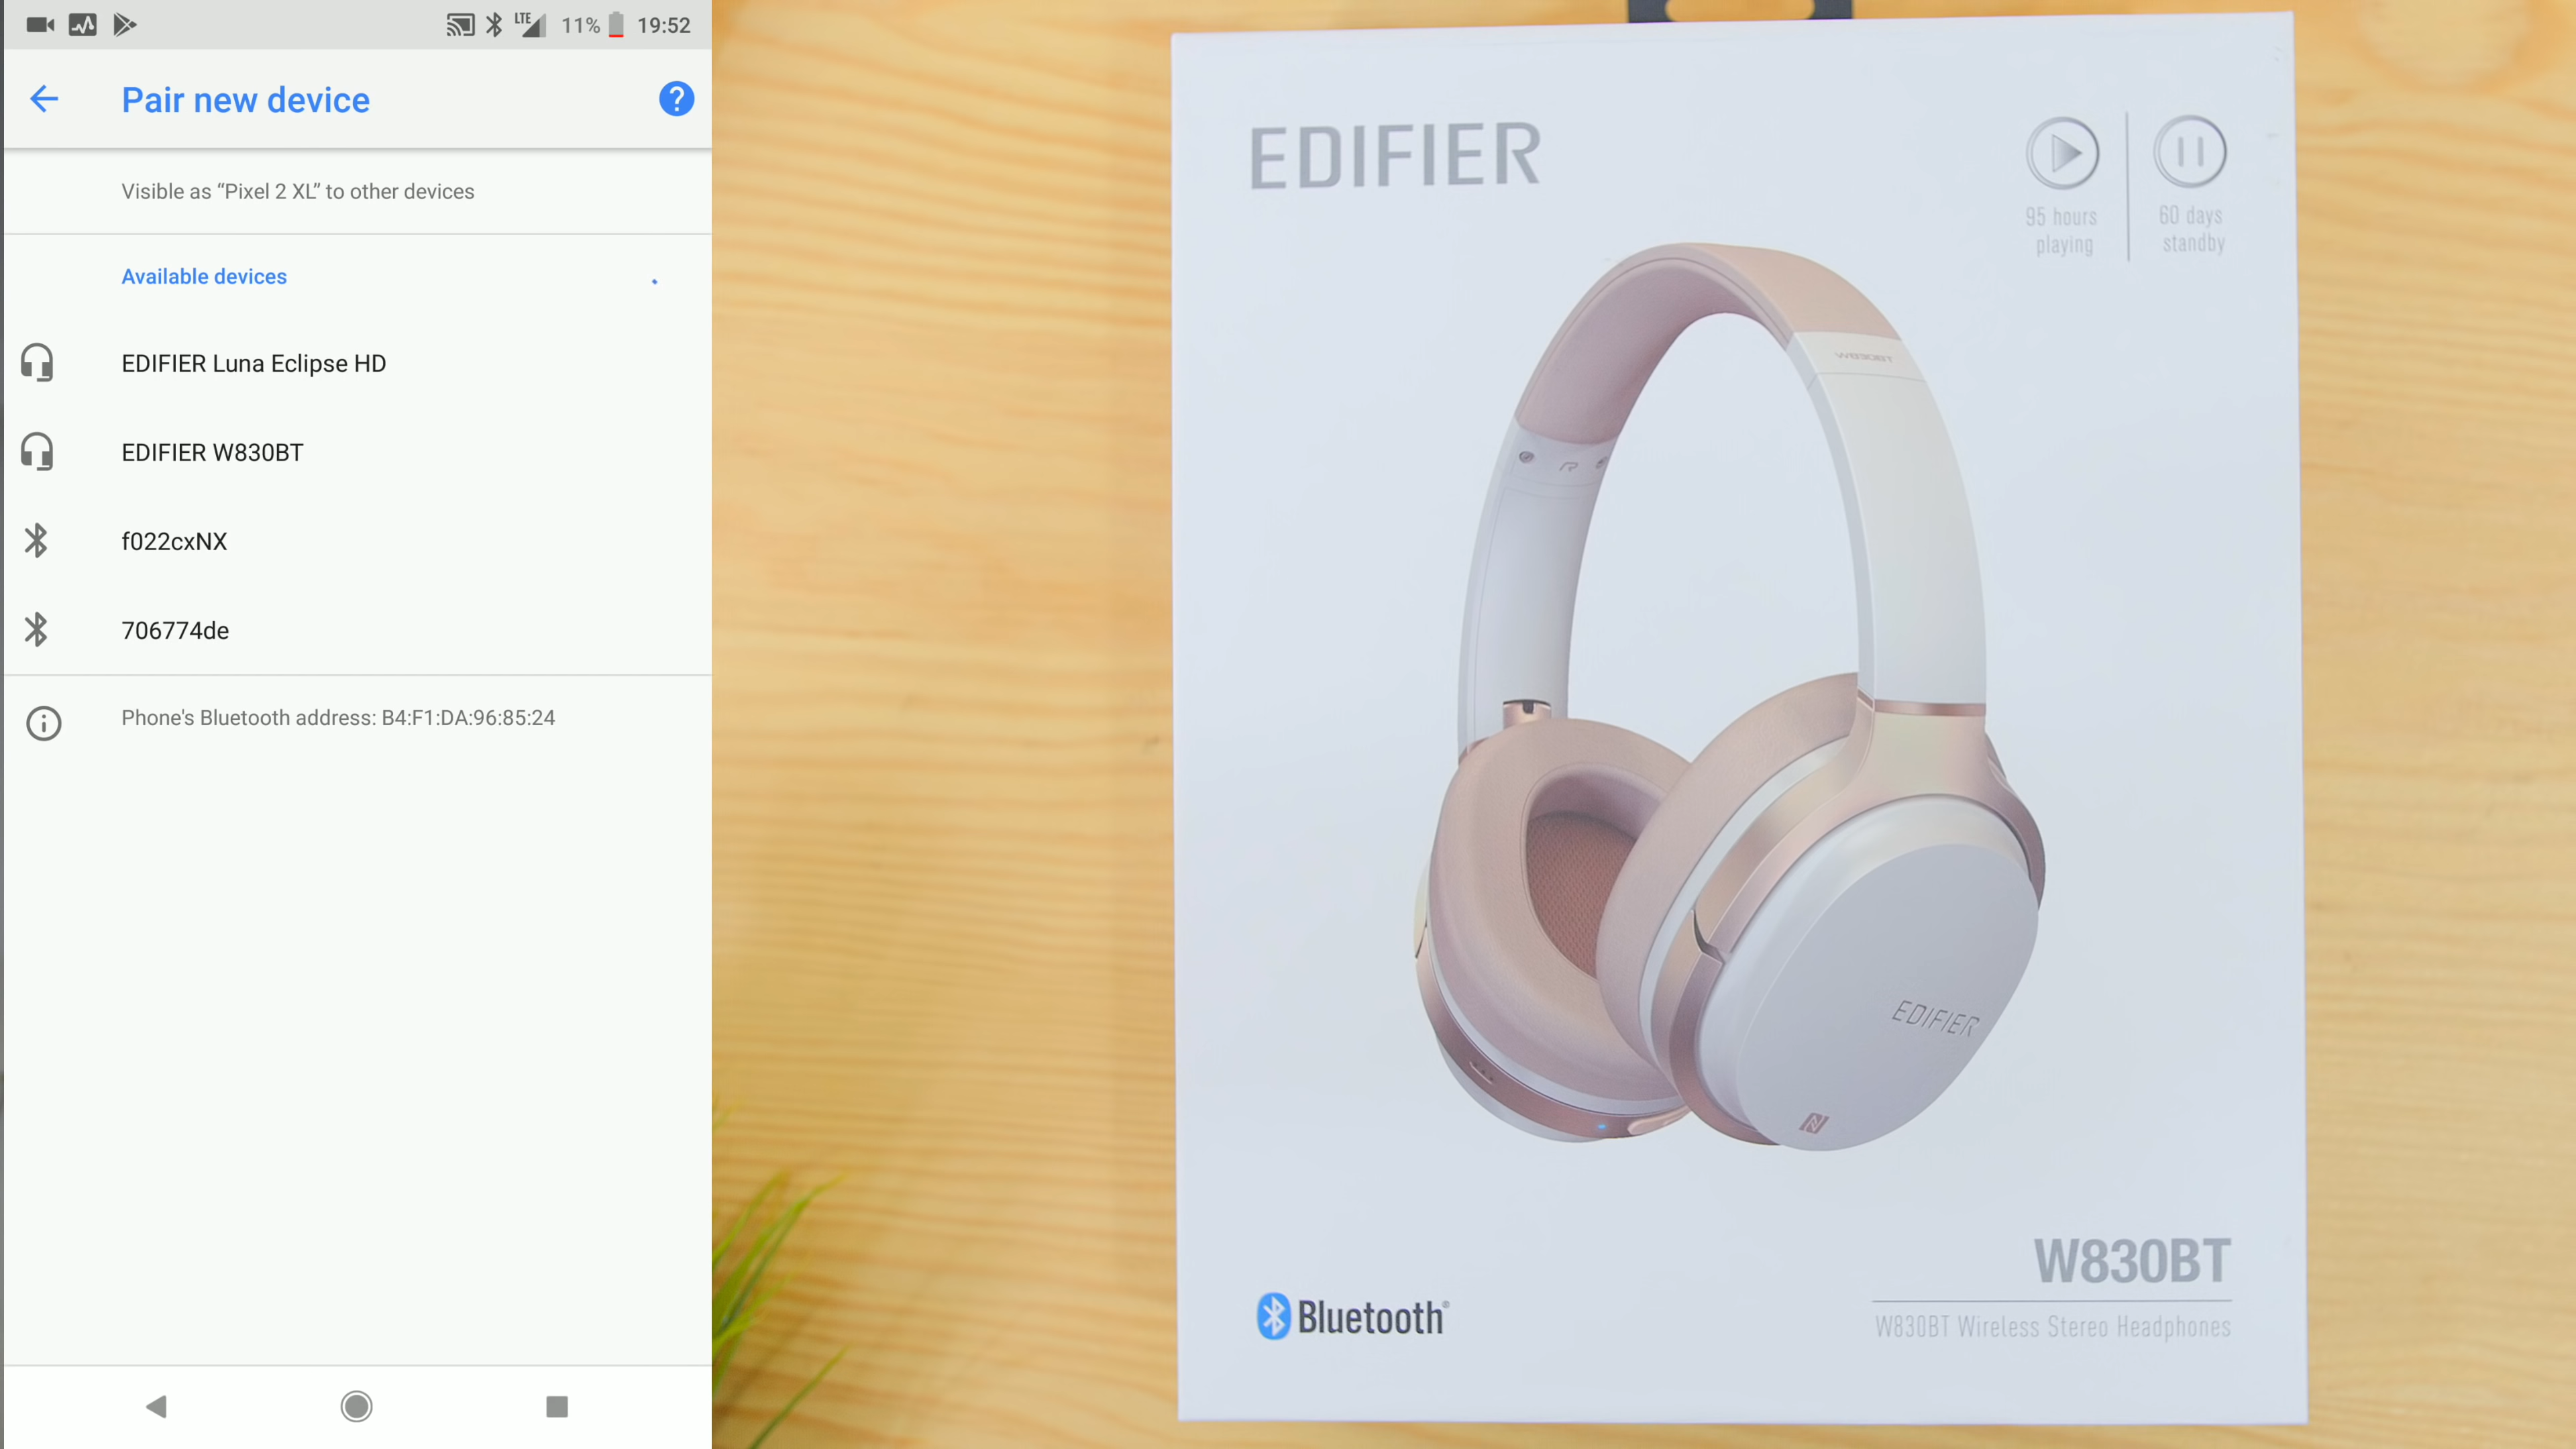 LTE 11% 19:52
Pair new device
Visible as “Pixel 2 XL” to other devices
Available devices
EDIFIER Luna Eclipse HD
EDIFIER W830BT
f022cxNX
706774de
Phone's Bluetooth address: B4:F1:DA:96:85:24
EDIFIER
95 hours
playing
60 days
standby
W830BT
R
EDIFIER
Bluetooth®
W830BT
W830BT Wireless Stereo Headphones